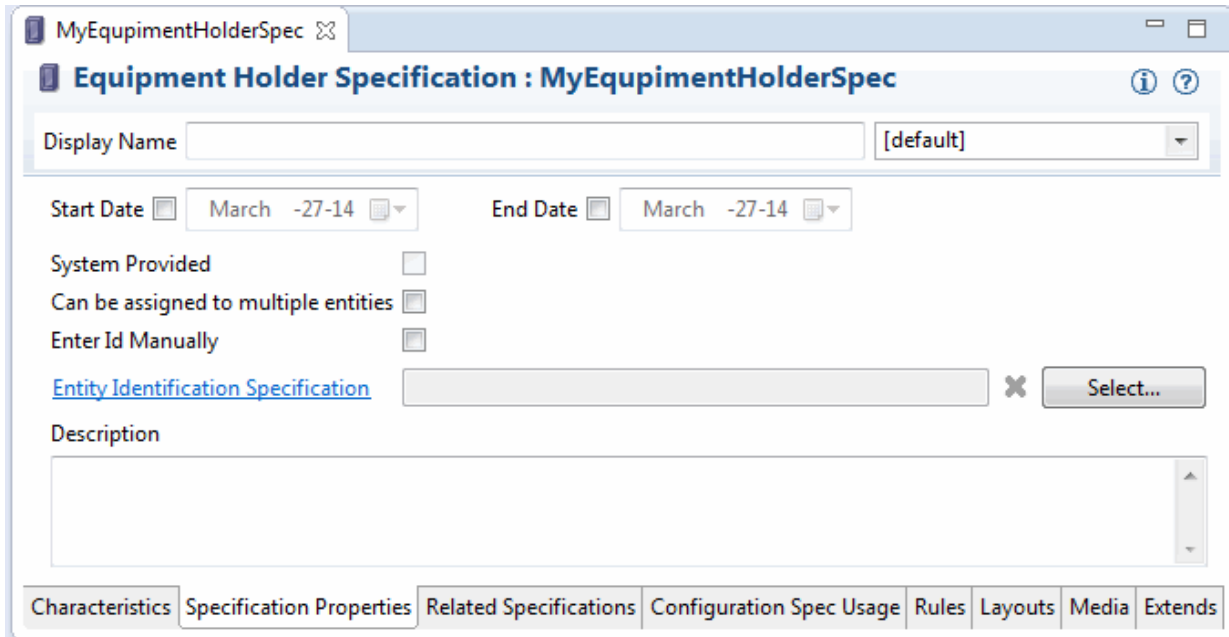 MyEqupimentHolderSpec
Equipment Holder Specification : MyEqupimentHolderSpec
Display Name [default]
Start Date March -27-14 End Date March -27-14
System Provided
Can be assigned to multiple entities
Enter Id Manually
Entity Identification Specification Select...
Description
Characteristics Specification Properties Related Specifications Configuration Spec Usage Rules Layouts Media Extends